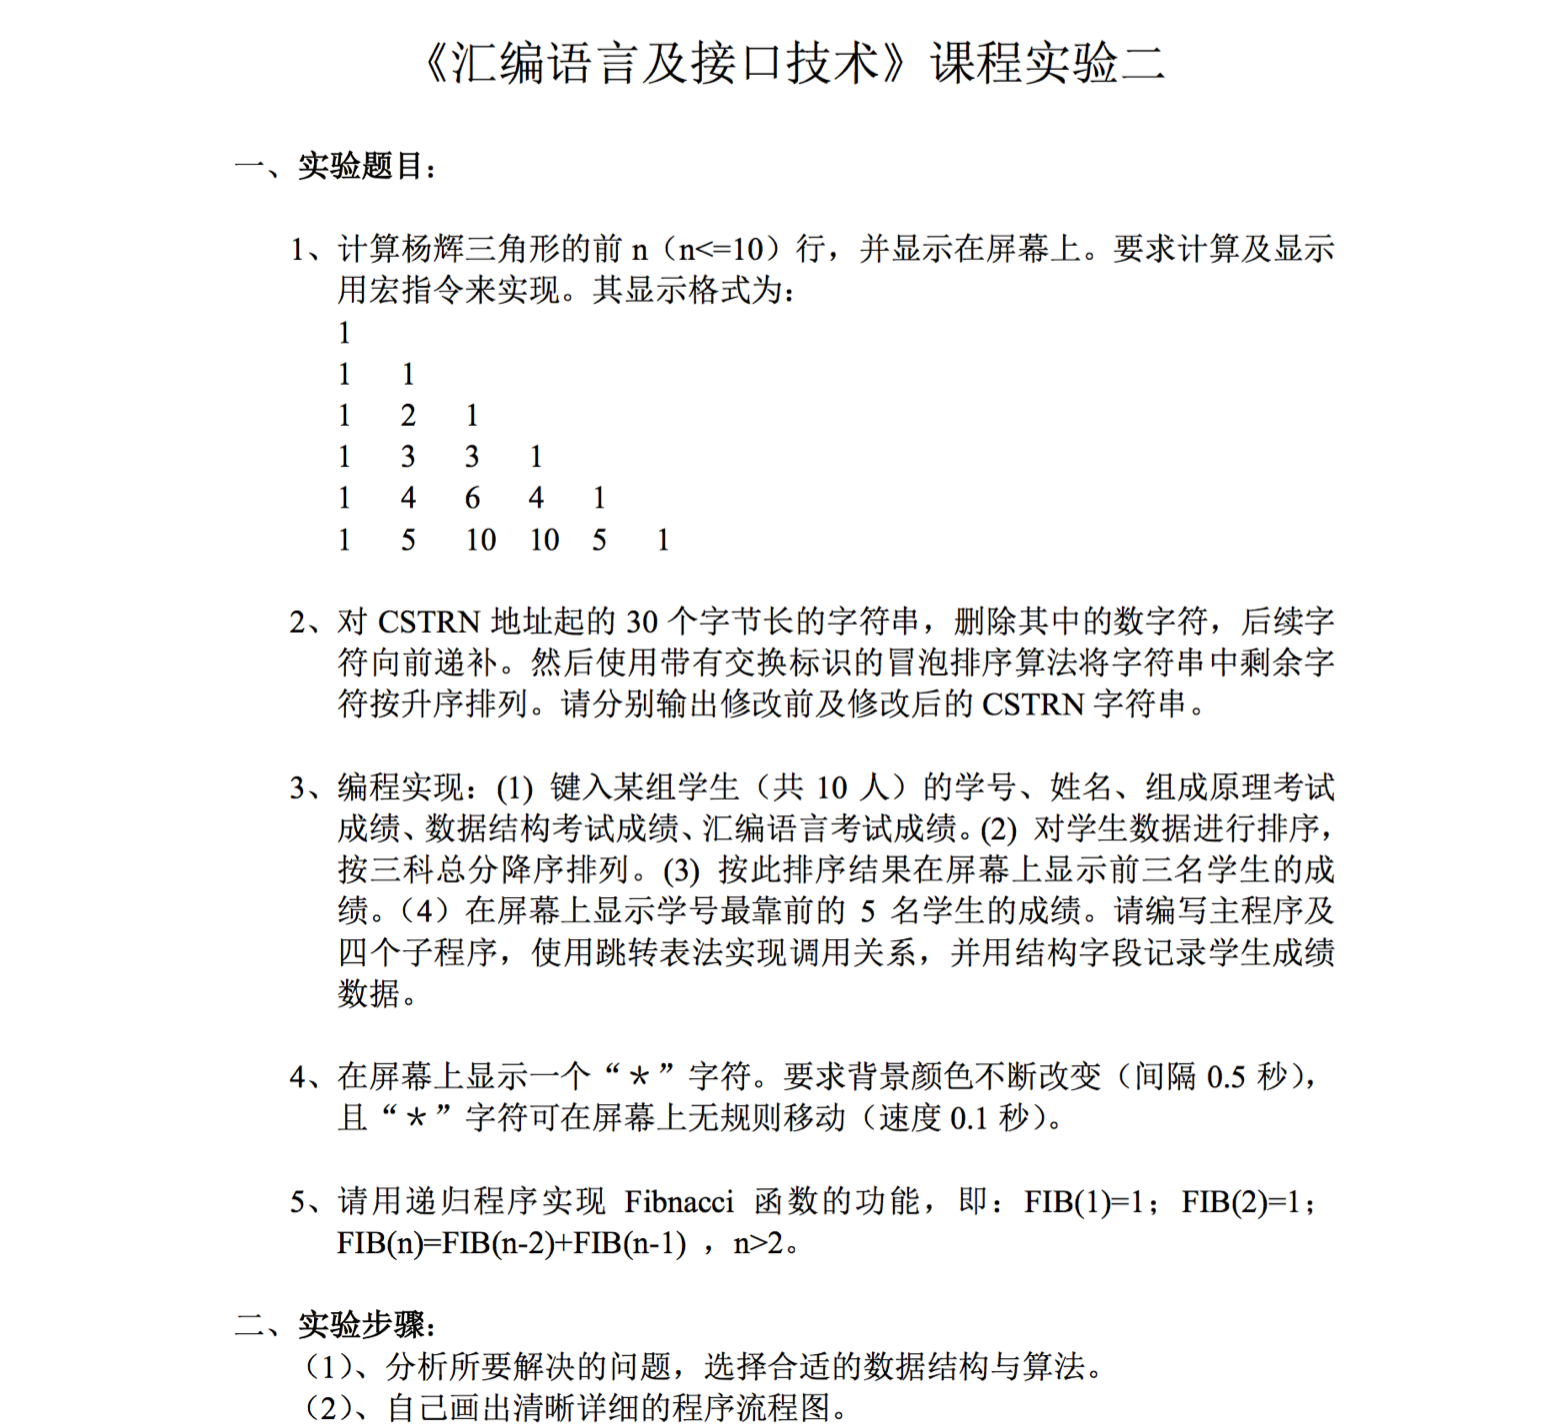 《汇编语言及接口技术》课程实验二
一、实验题目：
1、计算杨辉三角形的前 n（n<=10）行，并显示在屏幕上。要求计算及显示
用宏指令来实现。其显示格式为：
1
1 1
1 2 1
1 3 3 1
1 4 6 4 1
1 5 10 10 5 1
2、对 CSTRN 地址起的 30 个字节长的字符串，删除其中的数字符，后续字
符向前递补。然后使用带有交换标识的冒泡排序算法将字符串中剩余字
符按升序排列。请分别输出修改前及修改后的 CSTRN 字符串。
3、编程实现：(1) 键入某组学生（共 10 人）的学号、姓名、组成原理考试
成绩、数据结构考试成绩、汇编语言考试成绩。(2) 对学生数据进行排序，
按三科总分降序排列。(3) 按此排序结果在屏幕上显示前三名学生的成
绩。（4）在屏幕上显示学号最靠前的 5 名学生的成绩。请编写主程序及
四个子程序，使用跳转表法实现调用关系，并用结构字段记录学生成绩
数据。
4、在屏幕上显示一个“＊”字符。要求背景颜色不断改变（间隔 0.5 秒），
且“＊”字符可在屏幕上无规则移动（速度 0.1 秒）。
5、请用递归程序实现 Fibnacci 函数的功能，即：FIB(1)=1；FIB(2)=1；
FIB(n)=FIB(n-2)+FIB(n-1) ，n>2。
二、实验步骤：
（1）、分析所要解决的问题，选择合适的数据结构与算法。
（2）、自己画出清晰详细的程序流程图。